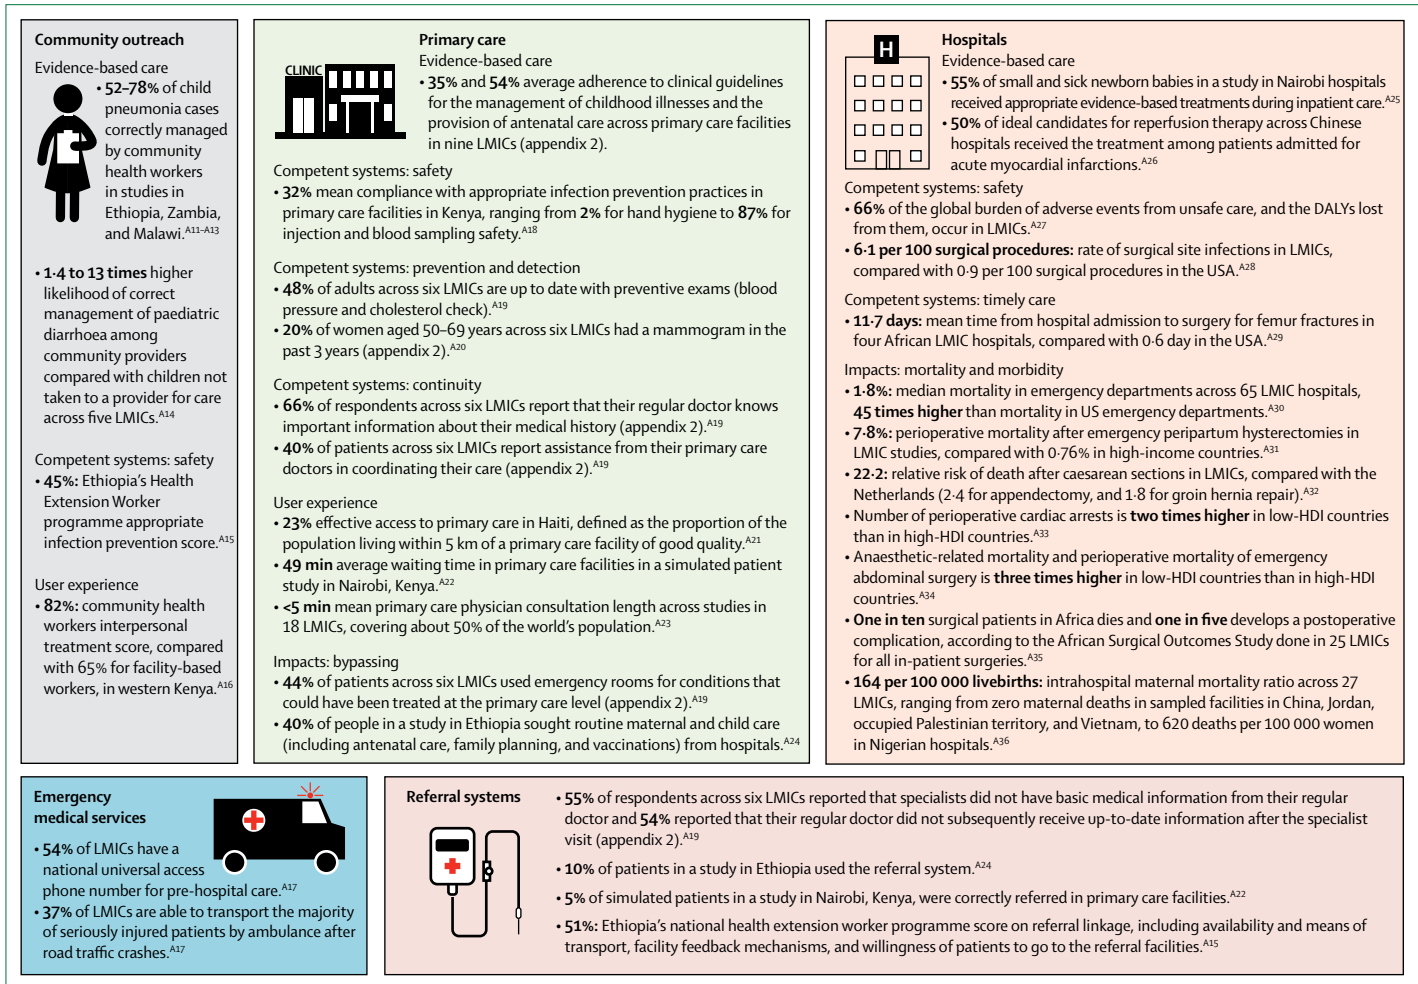 Community outreach
Evidence-based care
• 52–78% of child
pneumonia cases
correctly managed
by community
health workers
in studies in
Ethiopia, Zambia,
and Malawi.A11–A13
• 1·4 to 13 times higher
likelihood of correct
management of paediatric
diarrhoea among
community providers
compared with children not
taken to a provider for care
across five LMICs.A14
Competent systems: safety
• 45%: Ethiopia’s Health
Extension Worker
programme appropriate
infection prevention score.A15
User experience
• 82%: community health
workers interpersonal
treatment score, compared
with 65% for facility-based
workers, in western Kenya.A16
CLINIC
Primary care
Evidence-based care
• 35% and 54% average adherence to clinical guidelines
for the management of childhood illnesses and the
provision of antenatal care across primary care facilities
in nine LMICs (appendix 2).
Competent systems: safety
• 32% mean compliance with appropriate infection prevention practices in
primary care facilities in Kenya, ranging from 2% for hand hygiene to 87% for
injection and blood sampling safety.A18
Competent systems: prevention and detection
• 48% of adults across six LMICs are up to date with preventive exams (blood
pressure and cholesterol check).A19
• 20% of women aged 50–69 years across six LMICs had a mammogram in the
past 3 years (appendix 2).A20
Competent systems: continuity
• 66% of respondents across six LMICs report that their regular doctor knows
important information about their medical history (appendix 2).A19
• 40% of patients across six LMICs report assistance from their primary care
doctors in coordinating their care (appendix 2).A19
User experience
• 23% effective access to primary care in Haiti, defined as the proportion of the
population living within 5 km of a primary care facility of good quality.A21
• 49 min average waiting time in primary care facilities in a simulated patient
study in Nairobi, Kenya.A22
• <5 min mean primary care physician consultation length across studies in
18 LMICs, covering about 50% of the world’s population.A23
Impacts: bypassing
• 44% of patients across six LMICs used emergency rooms for conditions that
could have been treated at the primary care level (appendix 2).A19
• 40% of people in a study in Ethiopia sought routine maternal and child care
(including antenatal care, family planning, and vaccinations) from hospitals.A24
H
Hospitals
Evidence-based care
• 55% of small and sick newborn babies in a study in Nairobi hospitals
received appropriate evidence-based treatments during inpatient care.A25
• 50% of ideal candidates for reperfusion therapy across Chinese
hospitals received the treatment among patients admitted for
acute myocardial infarctions.A26
Competent systems: safety
• 66% of the global burden of adverse events from unsafe care, and the DALYs lost
from them, occur in LMICs.A27
• 6·1 per 100 surgical procedures: rate of surgical site infections in LMICs,
compared with 0·9 per 100 surgical procedures in the USA.A28
Competent systems: timely care
• 11·7 days: mean time from hospital admission to surgery for femur fractures in
four African LMIC hospitals, compared with 0·6 day in the USA.A29
Impacts: mortality and morbidity
• 1·8%: median mortality in emergency departments across 65 LMIC hospitals,
45 times higher than mortality in US emergency departments.A30
• 7·8%: perioperative mortality after emergency peripartum hysterectomies in
LMIC studies, compared with 0·76% in high-income countries.A31
• 22·2: relative risk of death after caesarean sections in LMICs, compared with the
Netherlands (2·4 for appendectomy, and 1·8 for groin hernia repair).A32
• Number of perioperative cardiac arrests is two times higher in low-HDI countries
than in high-HDI countries.A33
• Anaesthetic-related mortality and perioperative mortality of emergency
abdominal surgery is three times higher in low-HDI countries than in high-HDI
countries.A34
• One in ten surgical patients in Africa dies and one in five develops a postoperative
complication, according to the African Surgical Outcomes Study done in 25 LMICs
for all in-patient surgeries.A35
• 164 per 100 000 livebirths: intrahospital maternal mortality ratio across 27
LMICs, ranging from zero maternal deaths in sampled facilities in China, Jordan,
occupied Palestinian territory, and Vietnam, to 620 deaths per 100 000 women
in Nigerian hospitals.A36
Emergency
medical services
• 54% of LMICs have a
national universal access
phone number for pre-hospital care.A17
• 37% of LMICs are able to transport the majority
of seriously injured patients by ambulance after
road traffic crashes.A17
Referral systems
• 55% of respondents across six LMICs reported that specialists did not have basic medical information from their regular
doctor and 54% reported that their regular doctor did not subsequently receive up-to-date information after the specialist
visit (appendix 2).A19
• 10% of patients in a study in Ethiopia used the referral system.A24
• 5% of simulated patients in a study in Nairobi, Kenya, were correctly referred in primary care facilities.A22
• 51%: Ethiopia’s national health extension worker programme score on referral linkage, including availability and means of
transport, facility feedback mechanisms, and willingness of patients to go to the referral facilities.A15